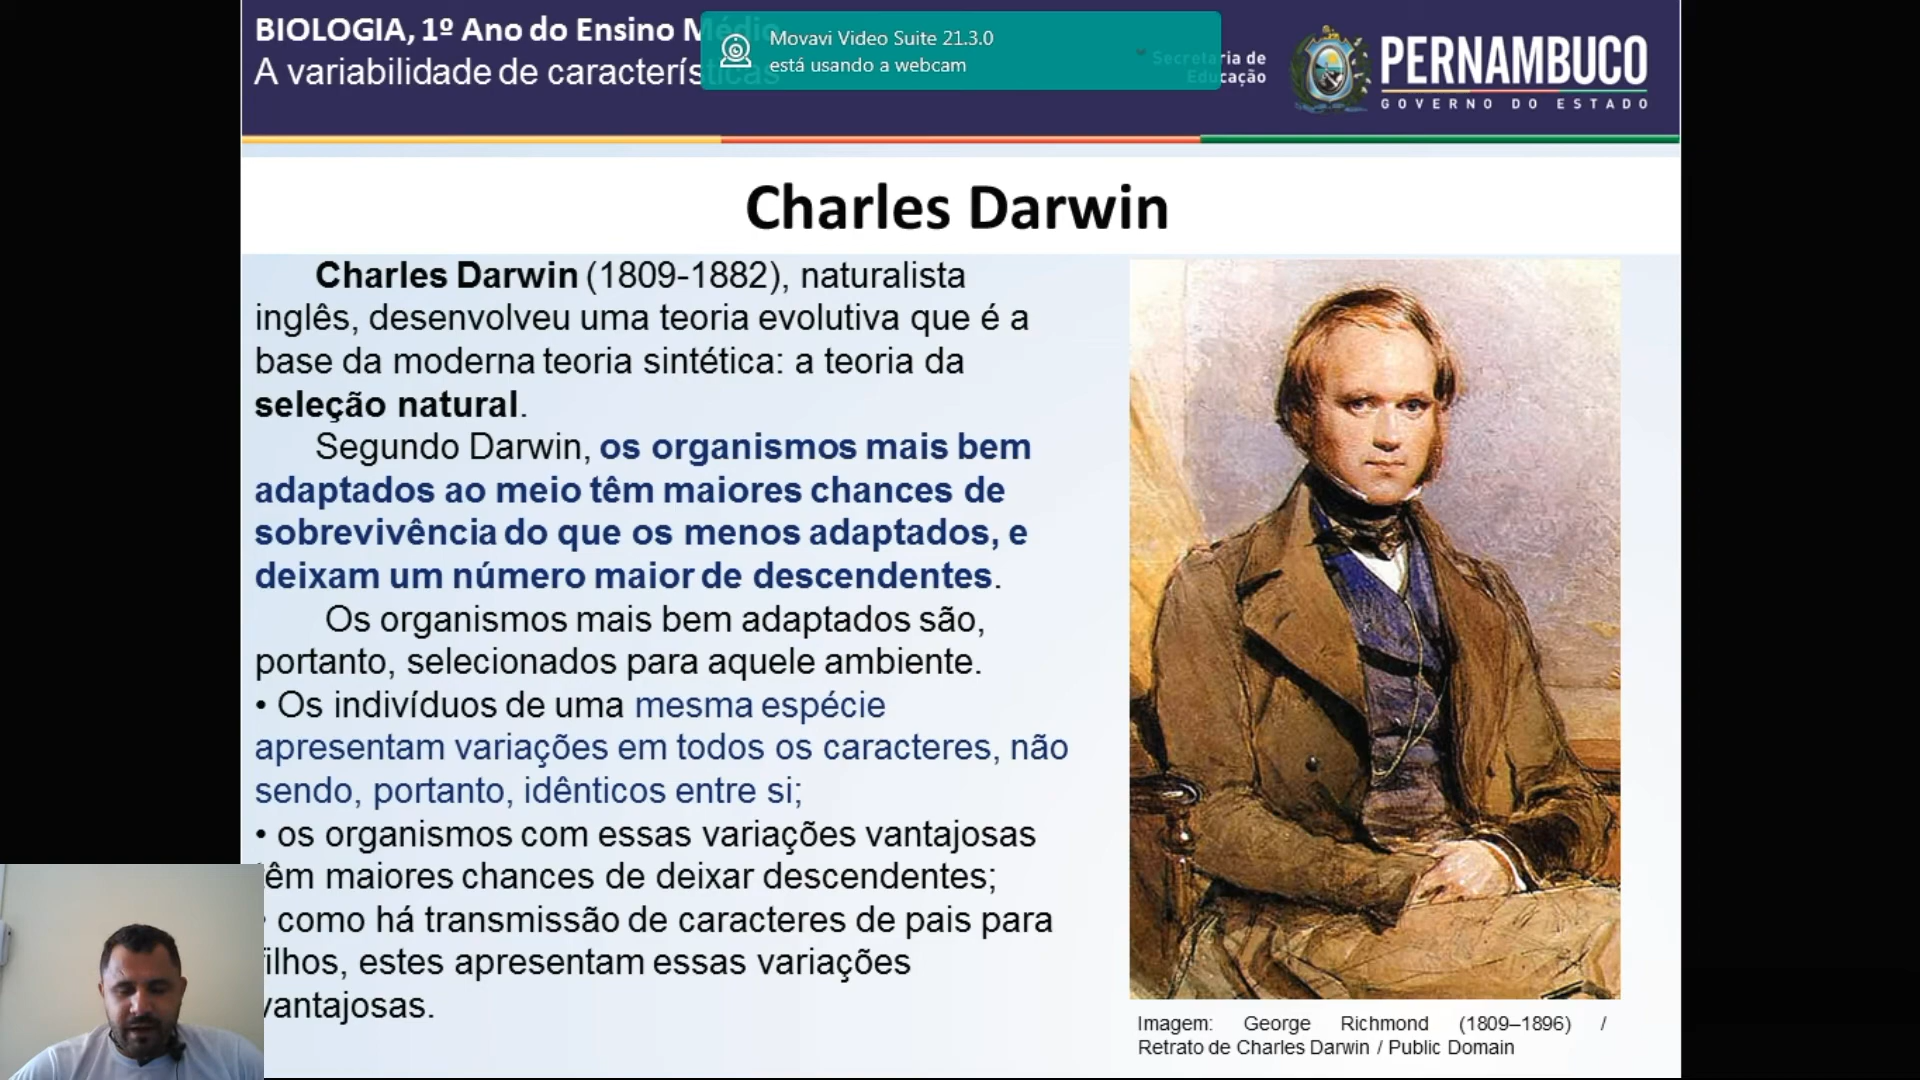 BIOLOGIA, 1º Ano do Ensino Médio
A variabilidade de características
Movavi Video Suite 21.3.0
está usando a webcam
Secretaria de
Educação
PERNAMBUCO
GOVERNO DO ESTADO
Charles Darwin
Charles Darwin (1809-1882), naturalista
inglês, desenvolveu uma teoria evolutiva que é a
base da moderna teoria sintética: a teoria da
seleção natural.
Segundo Darwin, os organismos mais bem
adaptados ao meio têm maiores chances de
sobrevivência do que os menos adaptados, e
deixam um número maior de descendentes.
Os organismos mais bem adaptados são,
portanto, selecionados para aquele ambiente.
• Os indivíduos de uma mesma espécie
apresentam variações em todos os caracteres, não
sendo, portanto, idênticos entre si;
• os organismos com essas variações vantajosas
têm maiores chances de deixar descendentes;
• como há transmissão de caracteres de pais para
filhos, estes apresentam essas variações
vantajosas.
Imagem: George Richmond (1809–1896) /
Retrato de Charles Darwin / Public Domain